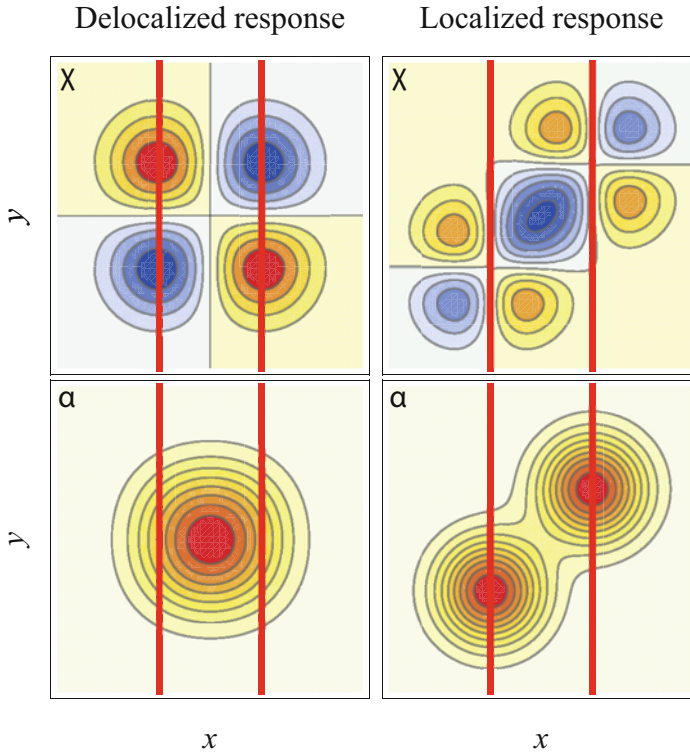 Delocalized response
Localized response
χ
χ
y
α
α
y
x
x